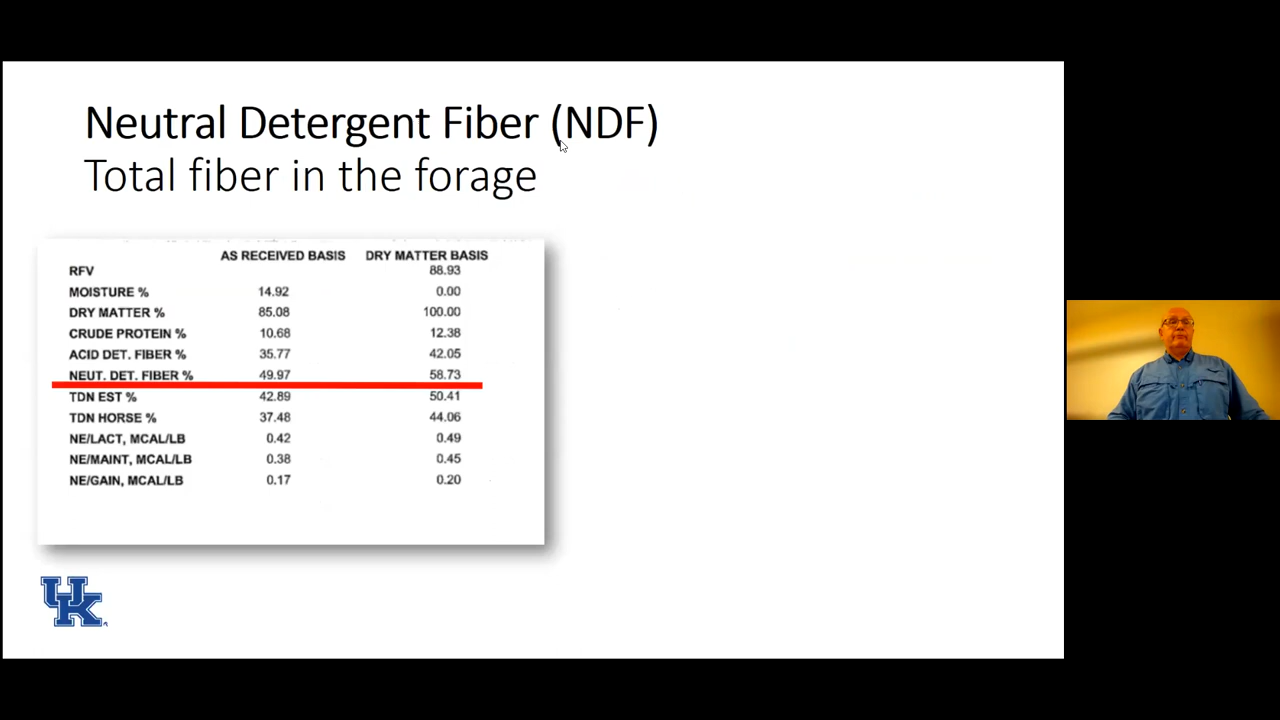 Neutral Detergent Fiber (NDF)
Total fiber in the forage
AS RECEIVED BASIS DRY MATTER BASIS
RFV 88.93
MOISTURE % 14.92 0.00
DRY MATTER % 85.08 100.00
CRUDE PROTEIN % 10.68 12.38
ACID DET. FIBER % 35.77 42.05
NEUT. DET. FIBER % 49.97 58.73
TDN EST % 42.89 50.41
TDN HORSE % 37.48 44.06
NE/LACT, MCAL/LB 0.42 0.49
NE/MAINT, MCAL/LB 0.38 0.45
NE/GAIN, MCAL/LB 0.17 0.20
UK